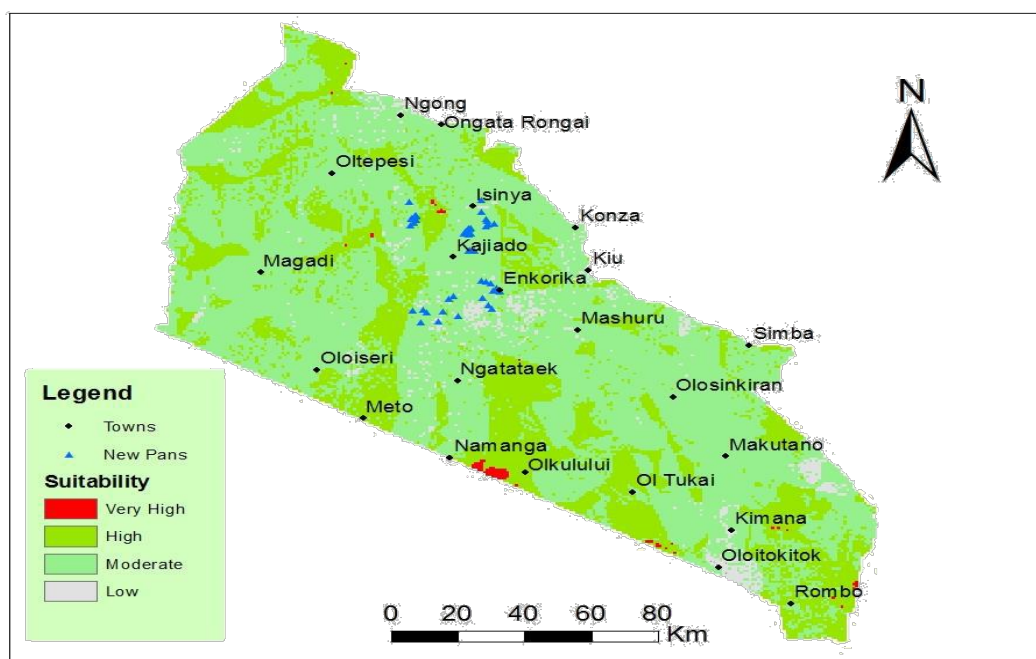 N
Ngong
Ongata Rongai
Oltepesi
Isinya
Konza
Kajiado
Kiu
Magadi
Enkorika
Mashuru
Simba
Oloiseri
Ngatataek
Olosinkiran
Meto
Namanga
Makutano
Olkulului
Ol Tukai
Kimana
Oloitokitok
Rombo
Legend
Towns
New Pans
Suitability
Very High
High
Moderate
Low
0 20 40 60 80
Km